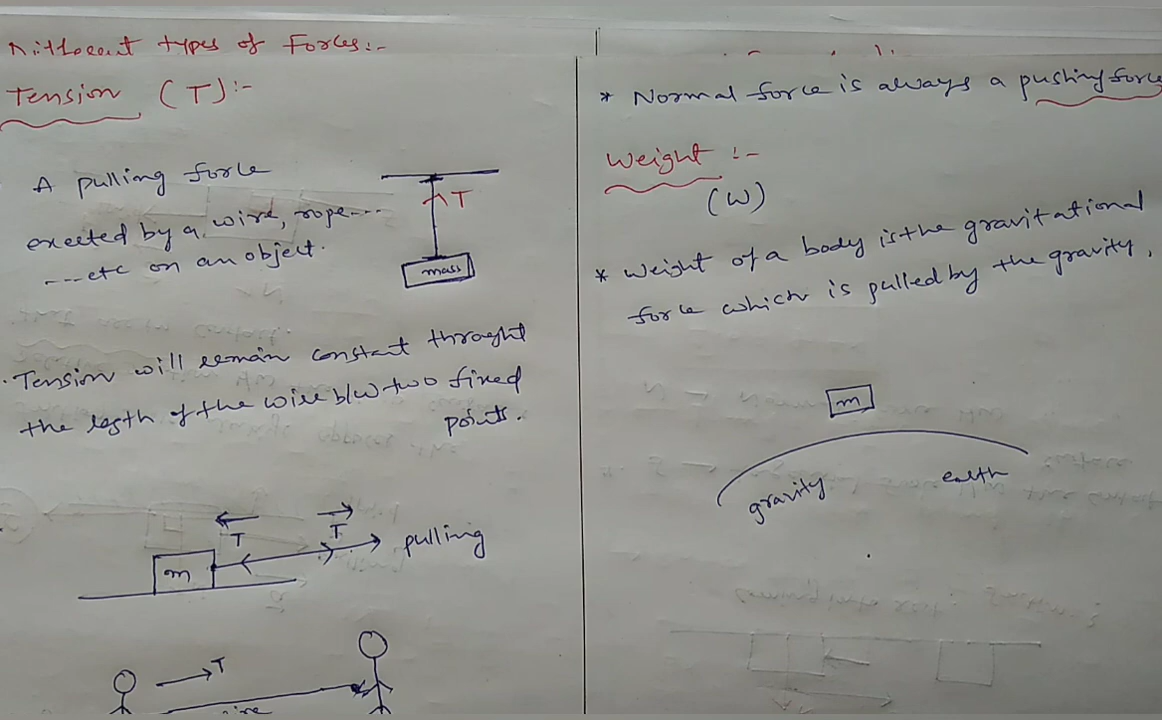 Different types of Forces:-
Tension (T):-
A pulling force
exerted by a wire, rope...
---etc on an object.
T
mass
Tension will remain constant throught
the legth of the wire b/w two fixed
points.
T
T
pulling
m
T
wire
* Normal force is always a pushing force
Weight :-
(W)
* Weight of a body is the gravitational
force which is pulled by the gravity,
m
gravity
earth